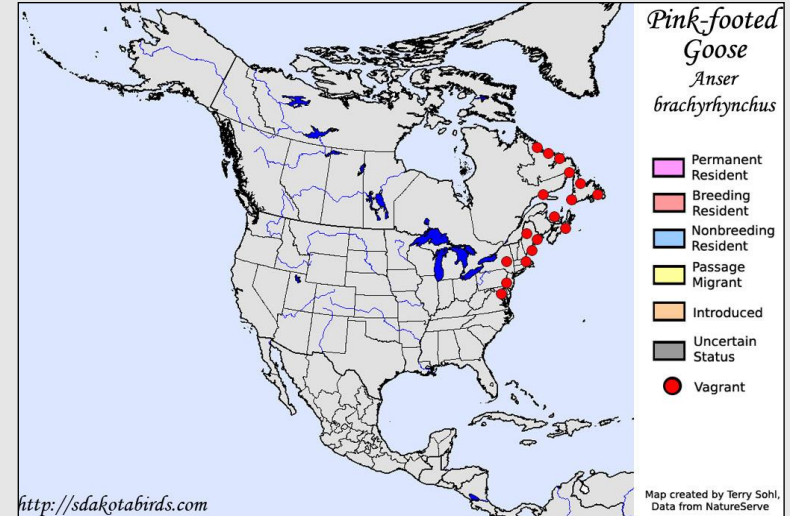 Pink-footed
Goose
Anser
brachyrhynchus
Permanent
Resident
Breeding
Resident
Nonbreeding
Resident
Passage
Migrant
Introduced
Uncertain
Status
Vagrant
http://sdakotabirds.com
Map created by Terry Sohl,
Data from NatureServe